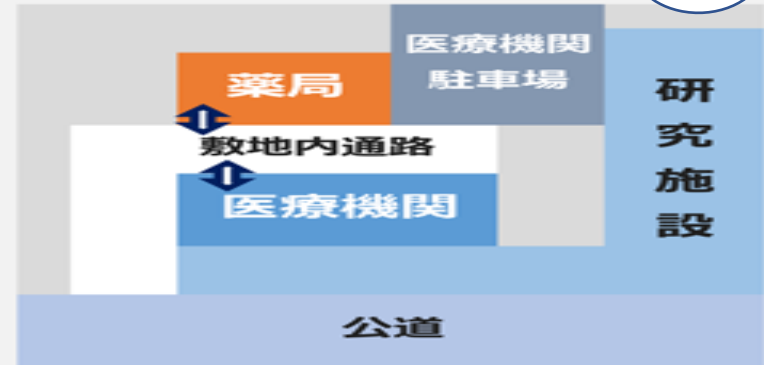 医療機関
駐車場
薬局
敷地内通路
医療機関
研究施設
公道